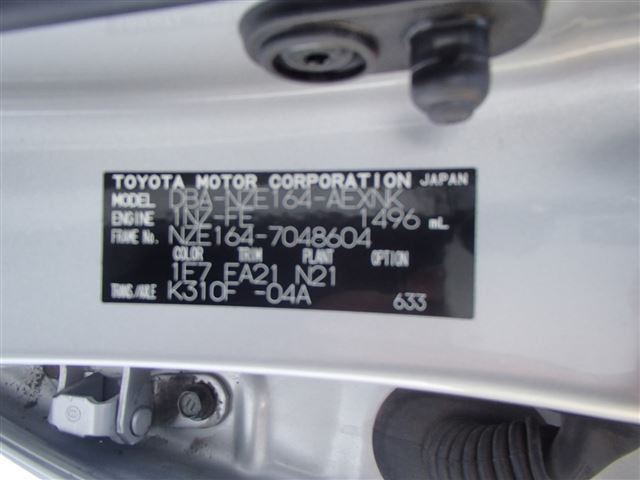 TOYOTA MOTOR CORPORATION JAPAN
MODEL DBA-NZE164-AEXNK
ENGINE 1NZ-FE 1496 mL
FRAME No. NZE164-7048604
COLOR TRIM PLANT OPTION
1E7 EA21 N21
TRANS/AXLE K310F -04A 633